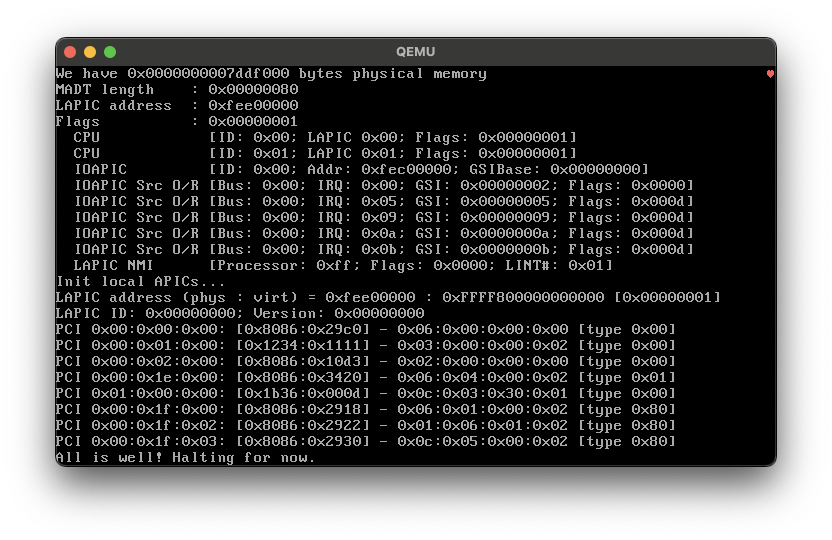 QEMU
We have 0x0000000007ddf000 bytes physical memory
MADT length    : 0x00000080
LAPIC address  : 0xfee00000
Flags          : 0x00000001
  CPU            [ID: 0x00; LAPIC 0x00; Flags: 0x00000001]
  CPU            [ID: 0x01; LAPIC 0x01; Flags: 0x00000001]
  IOAPIC         [ID: 0x00; Addr: 0xfec00000; GSIBase: 0x00000000]
  IOAPIC Src O/R [Bus: 0x00; IRQ: 0x00; GSI: 0x00000002; Flags: 0x0000]
  IOAPIC Src O/R [Bus: 0x00; IRQ: 0x05; GSI: 0x00000005; Flags: 0x000d]
  IOAPIC Src O/R [Bus: 0x00; IRQ: 0x09; GSI: 0x00000009; Flags: 0x000d]
  IOAPIC Src O/R [Bus: 0x00; IRQ: 0x0a; GSI: 0x0000000a; Flags: 0x000d]
  IOAPIC Src O/R [Bus: 0x00; IRQ: 0x0b; GSI: 0x0000000b; Flags: 0x000d]
  LAPIC NMI      [Processor: 0xff; Flags: 0x0000; LINT#: 0x01]
Init local APICs...
LAPIC address (phys : virt) = 0xfee00000 : 0xFFFF800000000000 [0x00000001]
LAPIC ID: 0x00000000; Version: 0x00000000
PCI 0x00:0x00:0x00: [0x8086:0x29c0] - 0x06:0x00:0x00:0x00 [type 0x00]
PCI 0x00:0x01:0x00: [0x1234:0x1111] - 0x03:0x00:0x00:0x02 [type 0x00]
PCI 0x00:0x02:0x00: [0x8086:0x10d3] - 0x02:0x00:0x00:0x00 [type 0x00]
PCI 0x00:0x1e:0x00: [0x8086:0x3420] - 0x06:0x04:0x00:0x02 [type 0x01]
PCI 0x01:0x00:0x00: [0x1b36:0x000d] - 0x0c:0x03:0x30:0x01 [type 0x00]
PCI 0x00:0x1f:0x00: [0x8086:0x2918] - 0x06:0x01:0x00:0x02 [type 0x80]
PCI 0x00:0x1f:0x02: [0x8086:0x2922] - 0x01:0x06:0x01:0x02 [type 0x80]
PCI 0x00:0x1f:0x03: [0x8086:0x2930] - 0x0c:0x05:0x00:0x02 [type 0x80]
All is well! Halting for now.